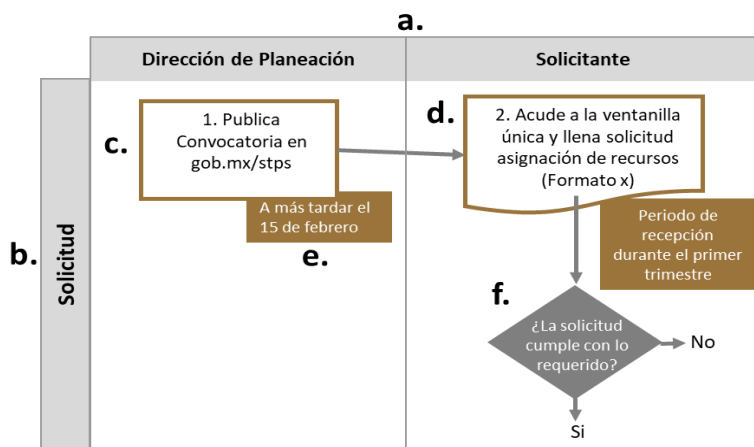 a.
Dirección de Planeación
Solicitante
b.
Solicitud
c.
1. Publica
Convocatoria en
gob.mx/stps
A más tardar el
15 de febrero
e.
d.
2. Acude a la ventanilla
única y llena solicitud
asignación de recursos
(Formato x)
Periodo de
recepción
durante el primer
trimestre
f.
¿La solicitud
cumple con lo
requerido?
No
Si